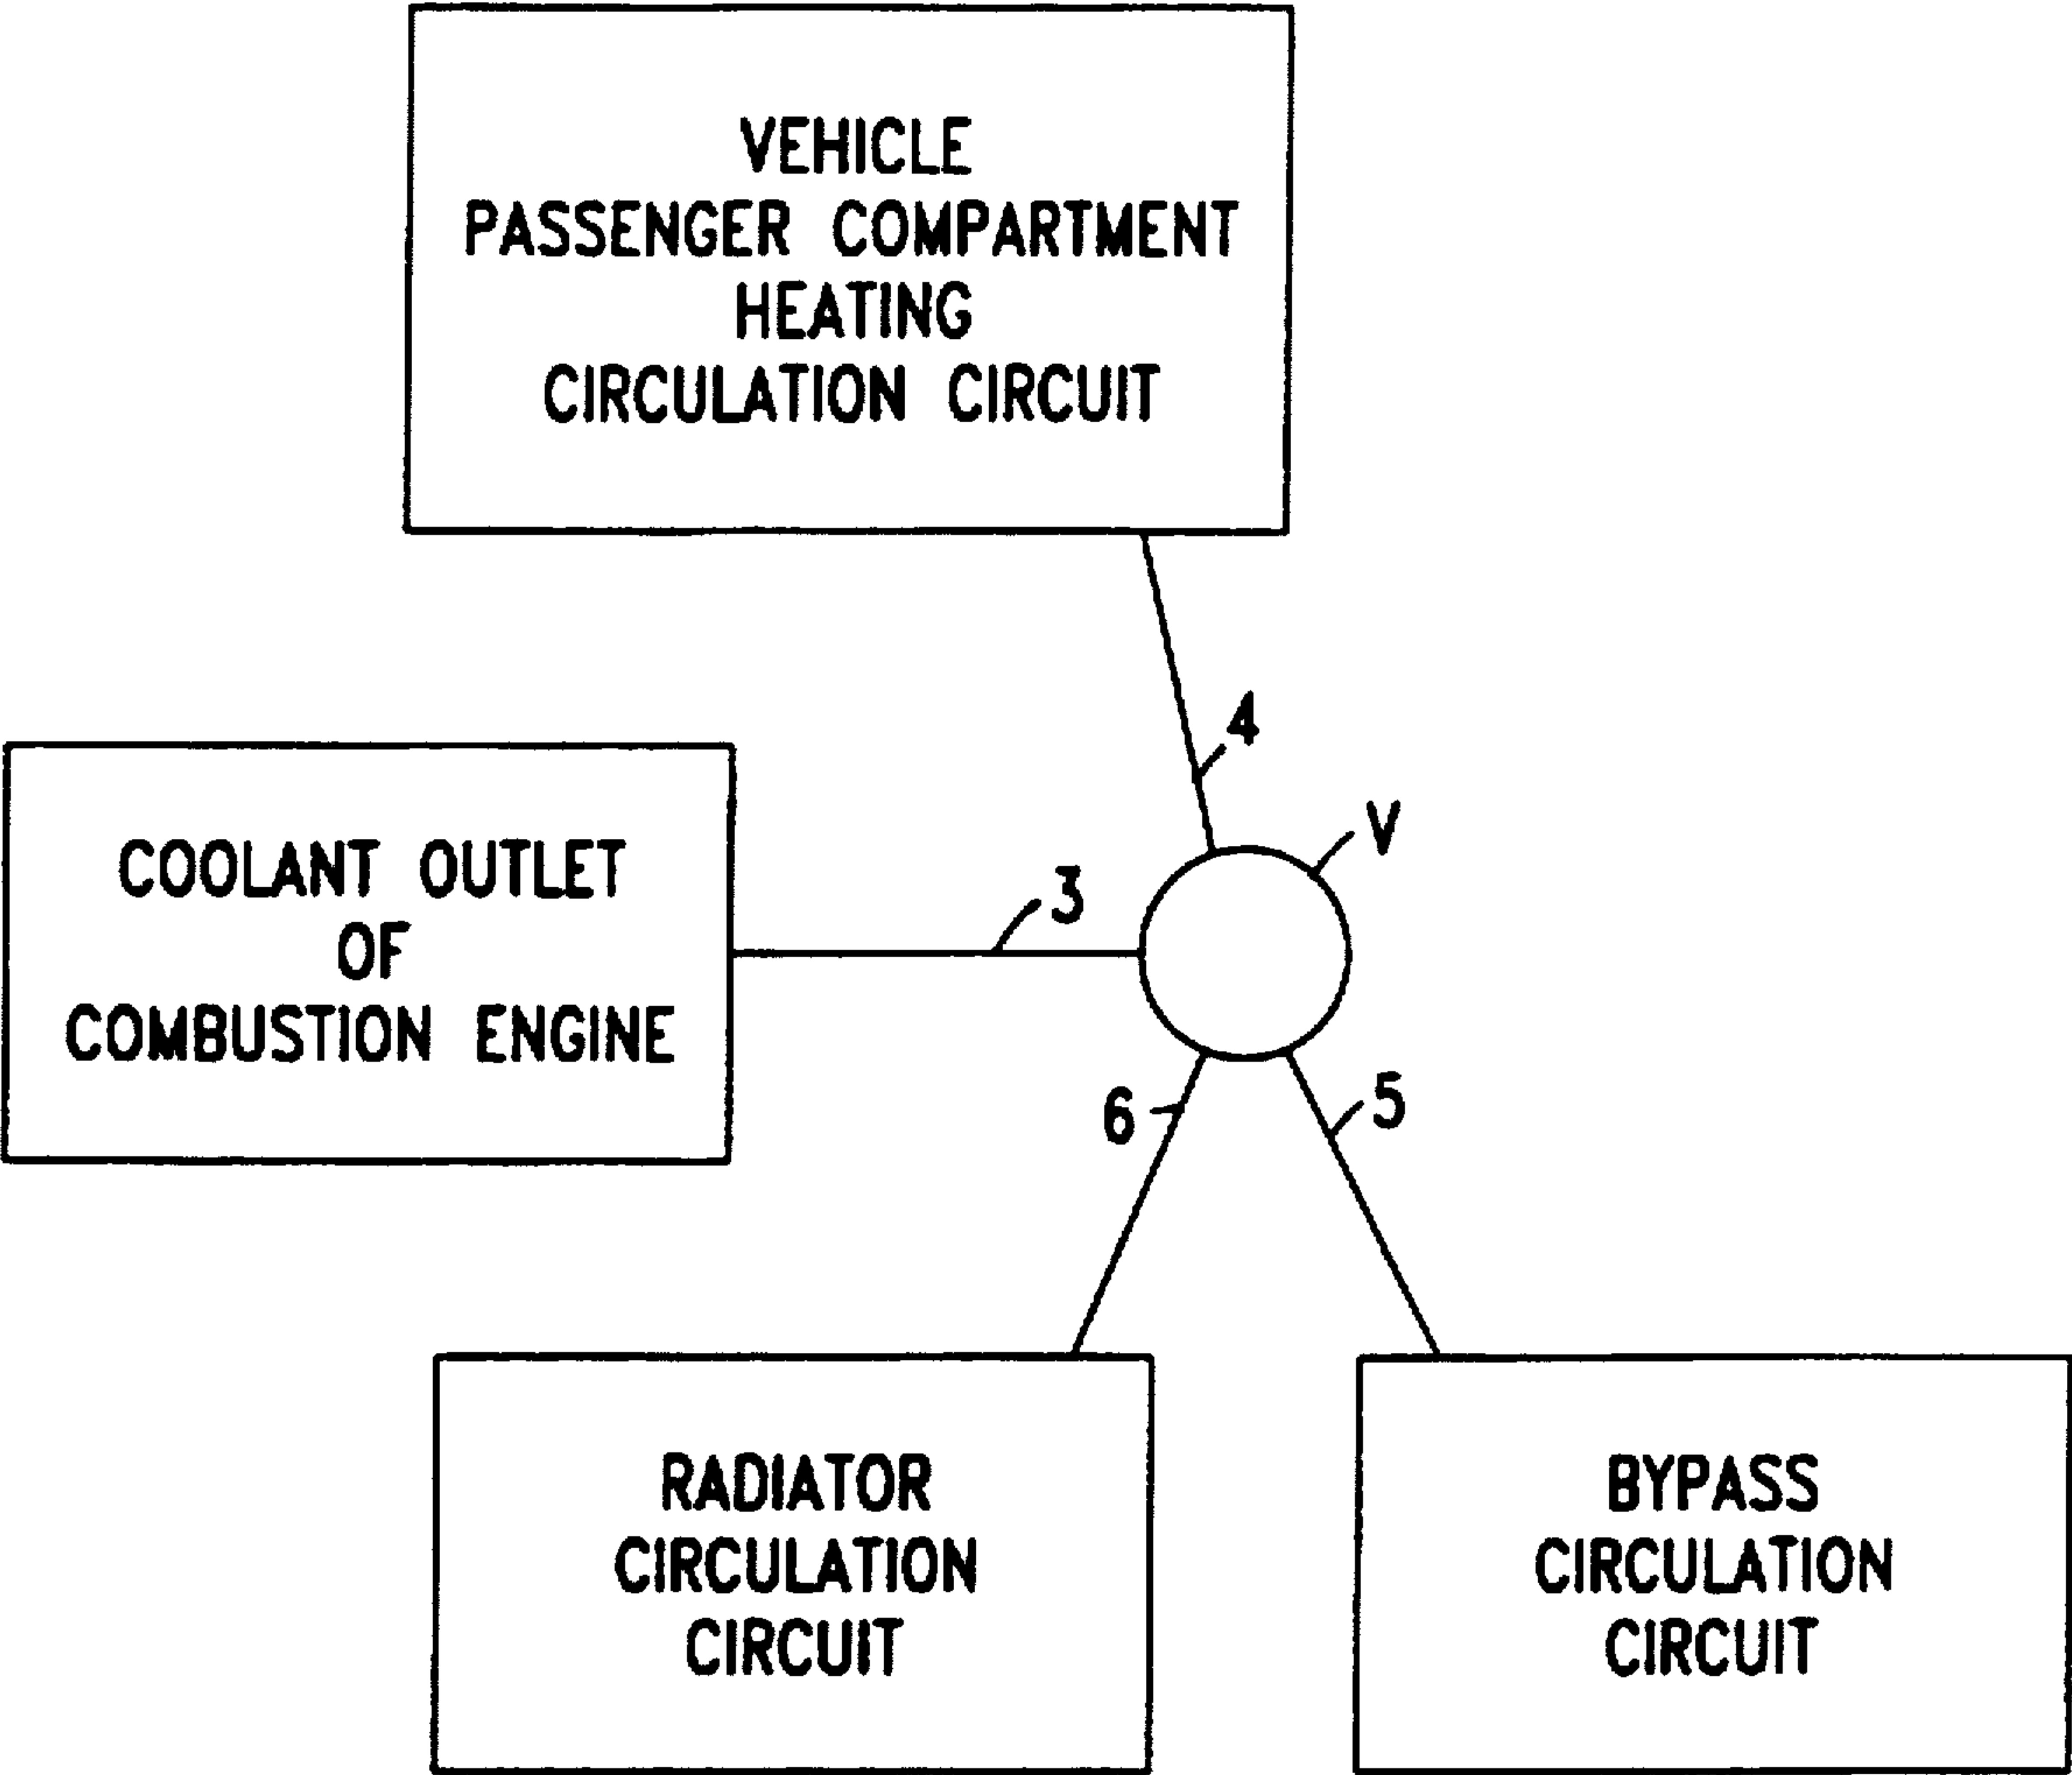 VEHICLE
PASSENGER COMPARTMENT
HEATING
CIRCULATION CIRCUIT
4
V
3
COOLANT OUTLET
OF
COMBUSTION ENGINE
6
5
RADIATOR
CIRCULATION
CIRCUIT
BYPASS
CIRCULATION
CIRCUIT